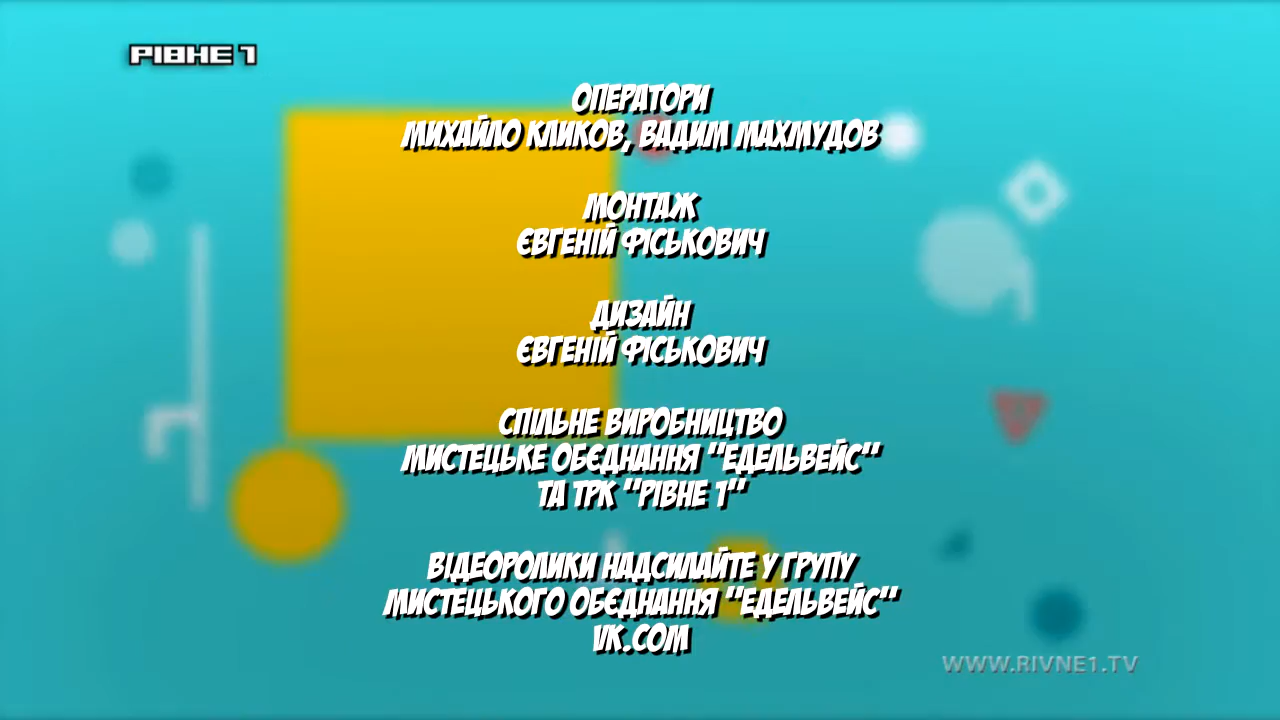 РІВНЕ 1
ОПЕРАТОРИ
МИХАЙЛО КЛИКОВ, ВАДИМ МАХМУДОВ
МОНТАЖ
ЄВГЕНІЙ ФІСЬКОВИЧ
ДИЗАЙН
ЄВГЕНІЙ ФІСЬКОВИЧ
СПІЛЬНЕ ВИРОБНИЦТВО
МИСТЕЦЬКЕ ОБЄДНАННЯ "ЕДЕЛЬВЕЙС"
ТА ТРК "РІВНЕ 1"
ВІДЕОРОЛИКИ НАДСИЛАЙТЕ У ГРУПУ
МИСТЕЦЬКОГО ОБЄДНАННЯ "ЕДЕЛЬВЕЙС"
VK.COM
WWW.RIVNE1.TV